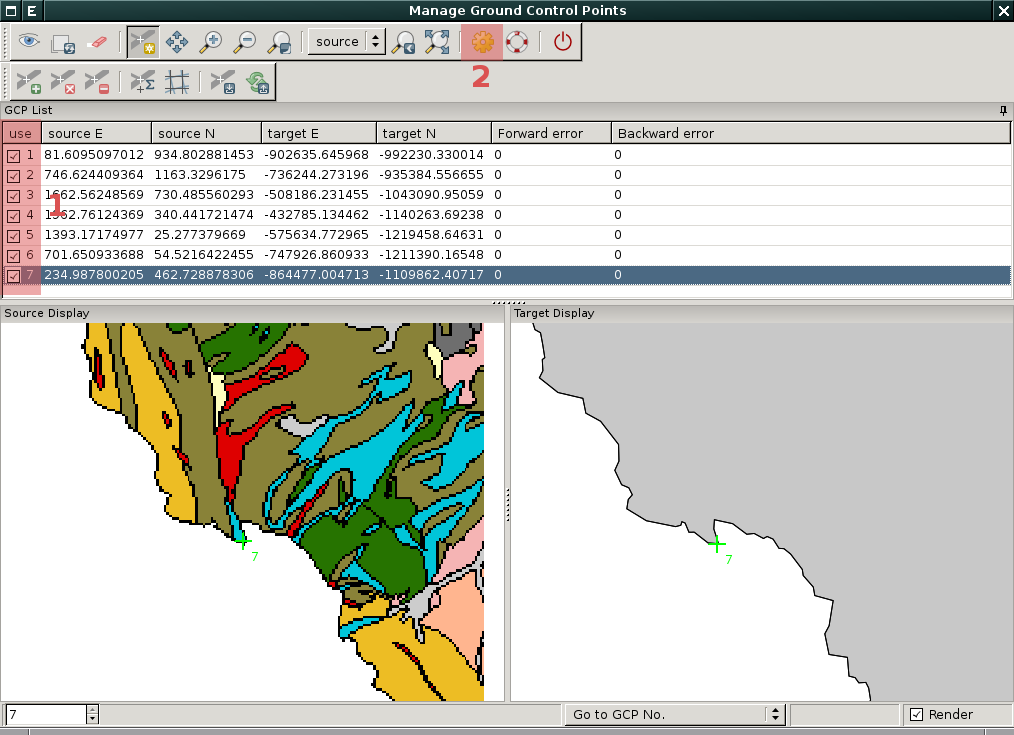 E Manage Ground Control Points
source
2
GCP List
use source E source N target E target N Forward error Backward error
1 81.6095097012 934.802881453 -902635.645968 -992230.330014 0 0
2 746.624409364 1163.3296175 -736244.273196 -935384.556655 0 0
3 1662.56248569 730.485560293 -508186.231455 -1043090.95059 0 0
1
4 1962.76124369 340.441721474 -432785.134462 -1140263.69238 0 0
5 1393.17174977 25.277379669 -575634.772965 -1219458.64631 0 0
6 701.650933688 54.5216422455 -747926.860933 -1211390.16548 0 0
7 234.987800205 462.728878306 -864477.004713 -1109862.40717 0 0
Source Display Target Display
7 7
7 Go to GCP No. Render